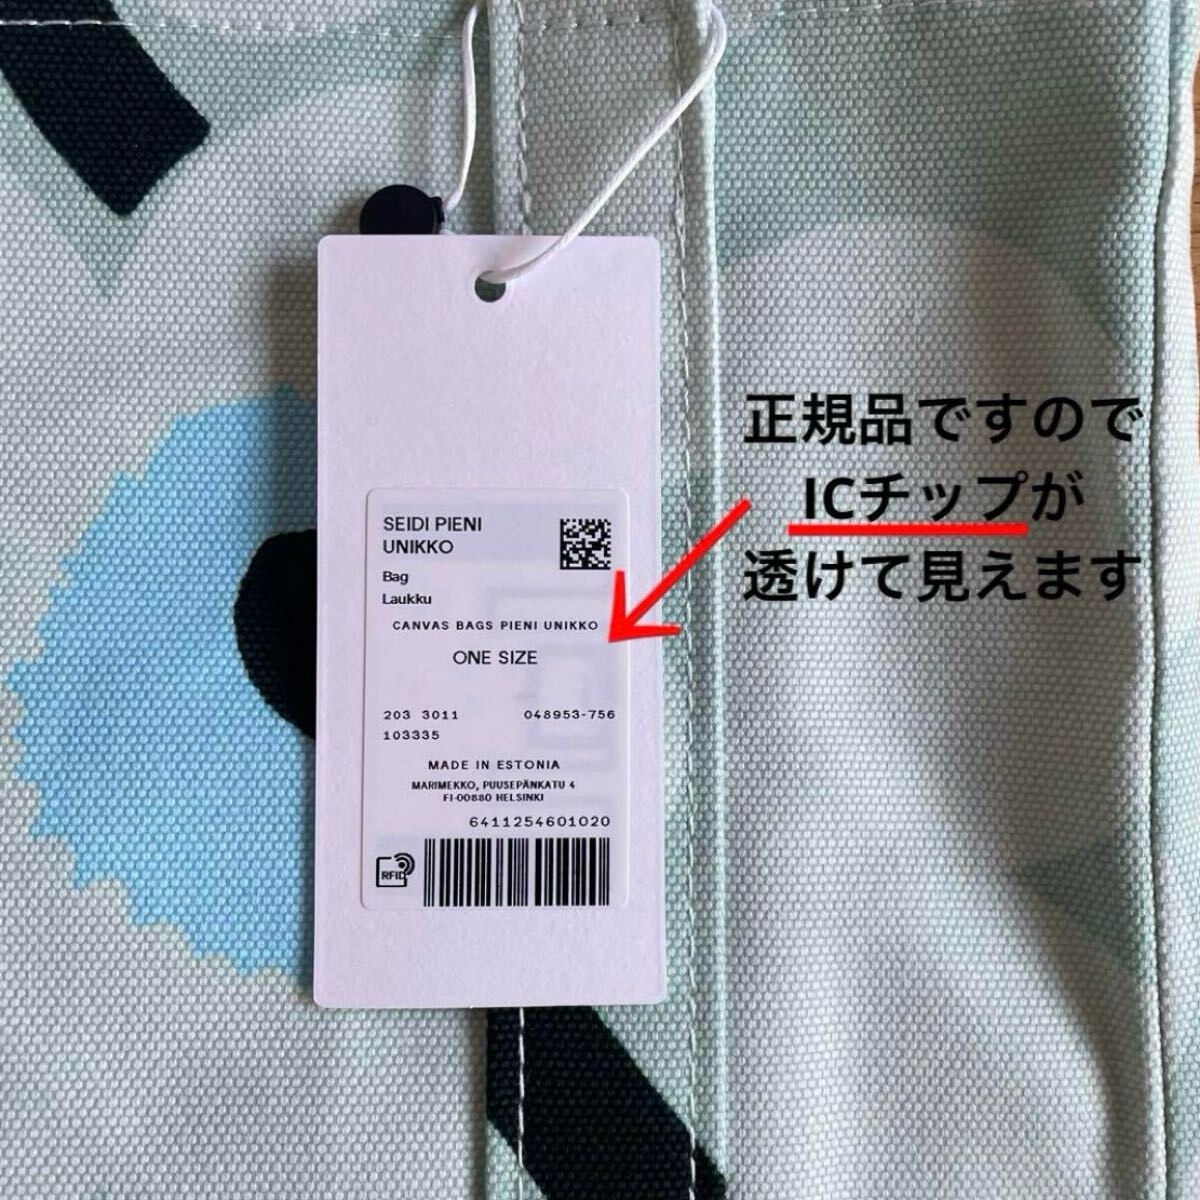 正規品ですので
ICチップが
透けて見えます
SEIDI PIENI
UNIKKO
Bag
Laukku
CANVAS BAGS PIENI UNIKKO
ONE SIZE
203 3011 048953-756
103335
MADE IN ESTONIA
MARIMEKKO, PUUSEPÄNKATU 4
FI-00880 HELSINKI
6411254601020
RFID